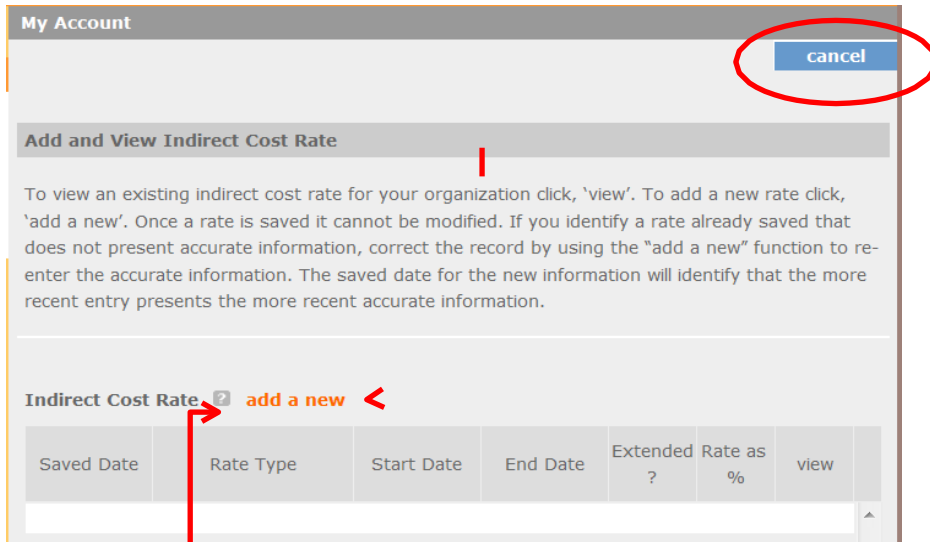 My Account
cancel
Add and View Indirect Cost Rate
To view an existing indirect cost rate for your organization click, ‘view’. To add a new rate click,
‘add a new’. Once a rate is saved it cannot be modified. If you identify a rate already saved that
does not present accurate information, correct the record by using the “add a new” function to re-
enter the accurate information. The saved date for the new information will identify that the more
recent entry presents the more recent accurate information.
Indirect Cost Rate ? add a new
Saved Date Rate Type Start Date End Date Extended ? Rate as % view